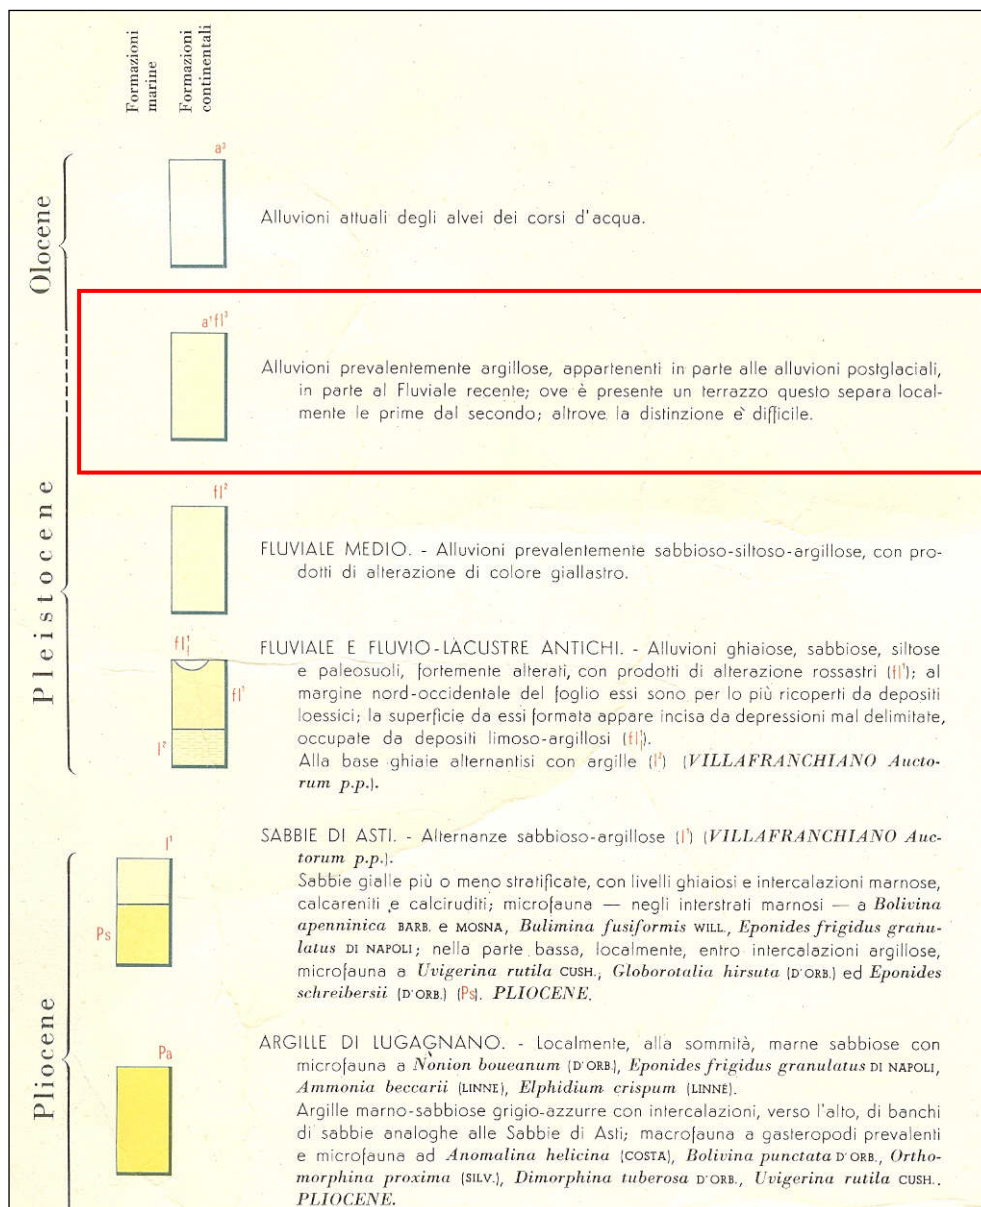 Formazioni
marine
Formazioni
continentali
Olocene
Pleistocene
Pliocene
a²
Alluvioni attuali degli alvei dei corsi d'acqua.
a¹fl³
Alluvioni prevalentemente argillose, appartenenti in parte alle alluvioni postglaciali,
in parte al Fluviale recente; ove è presente un terrazzo questo separa local-
mente le prime dal secondo; altrove la distinzione è difficile.
fl²
FLUVIALE MEDIO. - Alluvioni prevalentemente sabbioso-siltoso-argillose, con pro-
dotti di alterazione di colore giallastro.
fl¹₁
fl¹
l²
FLUVIALE E FLUVIO-LACUSTRE ANTICHI. - Alluvioni ghiaiose, sabbiose, siltose
e paleosuoli, fortemente alterati, con prodotti di alterazione rossastri (fl¹); al
margine nord-occidentale del foglio essi sono per lo più ricoperti da depositi
loessici; la superficie da essi formata appare incisa da depressioni mal delimitate,
occupate da depositi limoso-argillosi (fl¹₁).
Alla base ghiaie alternantisi con argille (l²) (VILLAFRANCHIANO Aucto-
rum p.p.).
l¹
Ps
SABBIE DI ASTI. - Alternanze sabbioso-argillose (l¹) (VILLAFRANCHIANO Auc-
torum p.p.).
Sabbie gialle più o meno stratificate, con livelli ghiaiosi e intercalazioni marnose,
calcareniti e calciruditi; microfauna — negli interstrati marnosi — a Bolivina
apenninica BARB. e MOSNA, Bulimina fusiformis WILL., Eponides frigidus granu-
latus DI NAPOLI; nella parte bassa, localmente, entro intercalazioni argillose,
microfauna a Uvigerina rutila CUSH., Globorotalia hirsuta (D'ORB.) ed Eponides
schreibersii (D'ORB.) (Ps). PLIOCENE.
Pa
ARGILLE DI LUGAGNANO. - Localmente, alla sommità, marne sabbiose con
microfauna a Nonion boueanum (D'ORB.), Eponides frigidus granulatus DI NAPOLI,
Ammonia beccarii (LINNE), Elphidium crispum (LINNÉ).
Argille marno-sabbiose grigio-azzurre con intercalazioni, verso l'alto, di banchi
di sabbie analoghe alle Sabbie di Asti; macrofauna a gasteropodi prevalenti
e microfauna ad Anomalina helicina (COSTA), Bolivina punctata D'ORB., Ortho-
morphina proxima (SILV.), Dimorphina tuberosa D'ORB., Uvigerina rutila CUSH..
PLIOCENE.